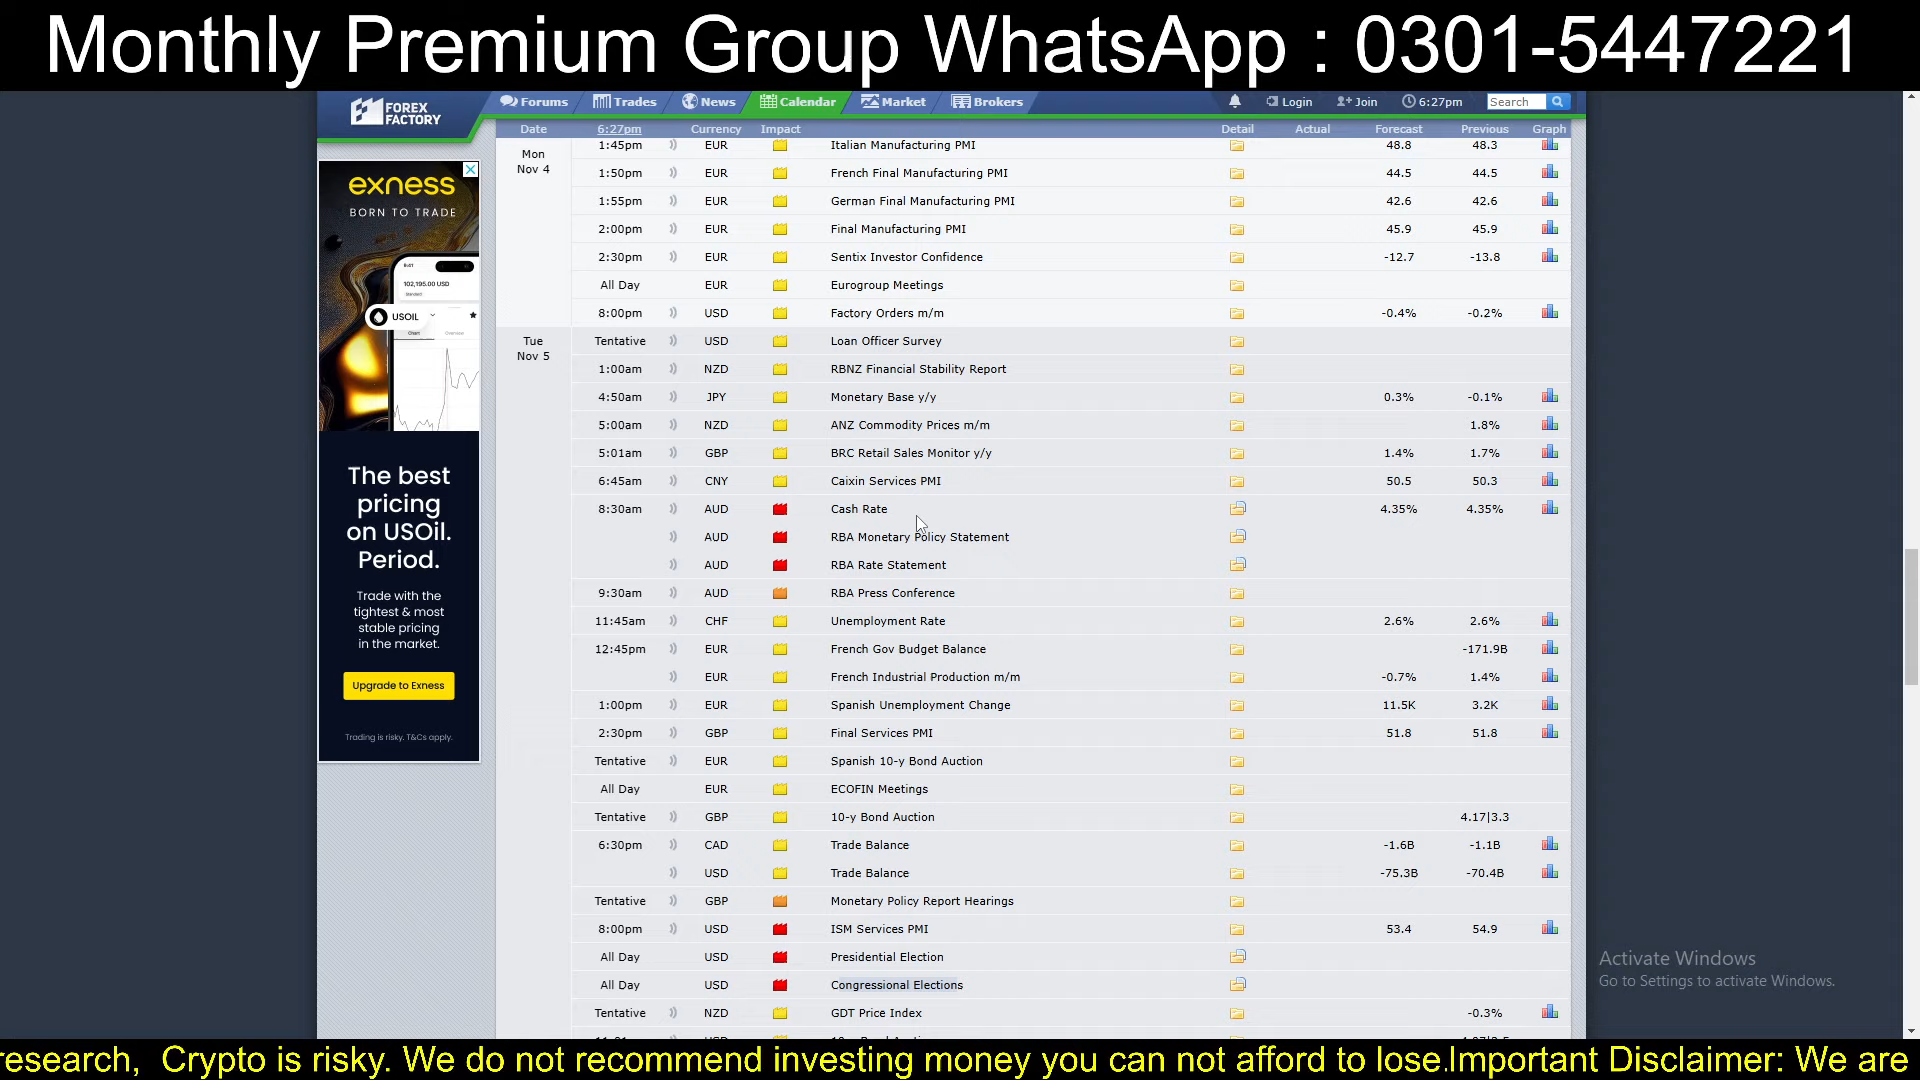 Monthly Premium Group WhatsApp : 0301-5447221
FOREX FACTORY Forums Trades News Calendar Market Brokers Login Join 6:27pm Search
Date 6:27pm Currency Impact Detail Actual Forecast Previous Graph
Mon Nov 4 1:45pm EUR Italian Manufacturing PMI 48.8 48.3
1:50pm EUR French Final Manufacturing PMI 44.5 44.5
1:55pm EUR German Final Manufacturing PMI 42.6 42.6
2:00pm EUR Final Manufacturing PMI 45.9 45.9
2:30pm EUR Sentix Investor Confidence -12.7 -13.8
All Day EUR Eurogroup Meetings
8:00pm USD Factory Orders m/m -0.4% -0.2%
Tue Nov 5 Tentative USD Loan Officer Survey
1:00am NZD RBNZ Financial Stability Report
4:50am JPY Monetary Base y/y 0.3% -0.1%
5:00am NZD ANZ Commodity Prices m/m 1.8%
5:01am GBP BRC Retail Sales Monitor y/y 1.4% 1.7%
6:45am CNY Caixin Services PMI 50.5 50.3
8:30am AUD Cash Rate 4.35% 4.35%
AUD RBA Monetary Policy Statement
AUD RBA Rate Statement
9:30am AUD RBA Press Conference
11:45am CHF Unemployment Rate 2.6% 2.6%
12:45pm EUR French Gov Budget Balance -171.9B
EUR French Industrial Production m/m -0.7% 1.4%
1:00pm EUR Spanish Unemployment Change 11.5K 3.2K
2:30pm GBP Final Services PMI 51.8 51.8
Tentative EUR Spanish 10-y Bond Auction
All Day EUR ECOFIN Meetings
Tentative GBP 10-y Bond Auction 4.17|3.3
6:30pm CAD Trade Balance -1.6B -1.1B
USD Trade Balance -75.3B -70.4B
Tentative GBP Monetary Policy Report Hearings
8:00pm USD ISM Services PMI 53.4 54.9
All Day USD Presidential Election
All Day USD Congressional Elections
Tentative NZD GDT Price Index -0.3%
exness
BORN TO TRADE
102,195.00 USD
USOIL
The best
pricing
on USOil.
Period.
Trade with the
tightest & most
stable pricing
in the market.
Upgrade to Exness
Trading is risky. T&Cs apply.
Activate Windows
Go to Settings to activate Windows.
research, Crypto is risky. We do not recommend investing money you can not afford to lose.Important Disclaimer: We are